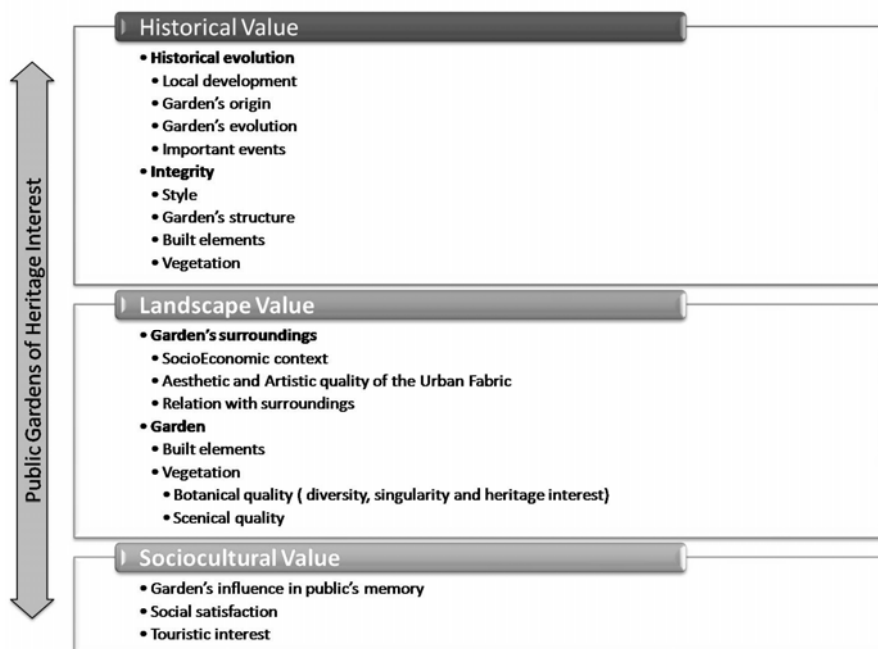 Public Gardens of Heritage Interest
Historical Value
• Historical evolution
• Local development
• Garden's origin
• Garden's evolution
• Important events
• Integrity
• Style
• Garden's structure
• Built elements
• Vegetation
Landscape Value
• Garden's surroundings
• SocioEconomic context
• Aesthetic and Artistic quality of the Urban Fabric
• Relation with surroundings
• Garden
• Built elements
• Vegetation
• Botanical quality ( diversity, singularity and heritage interest)
• Scenical quality
Sociocultural Value
• Garden's influence in public's memory
• Social satisfaction
• Touristic interest